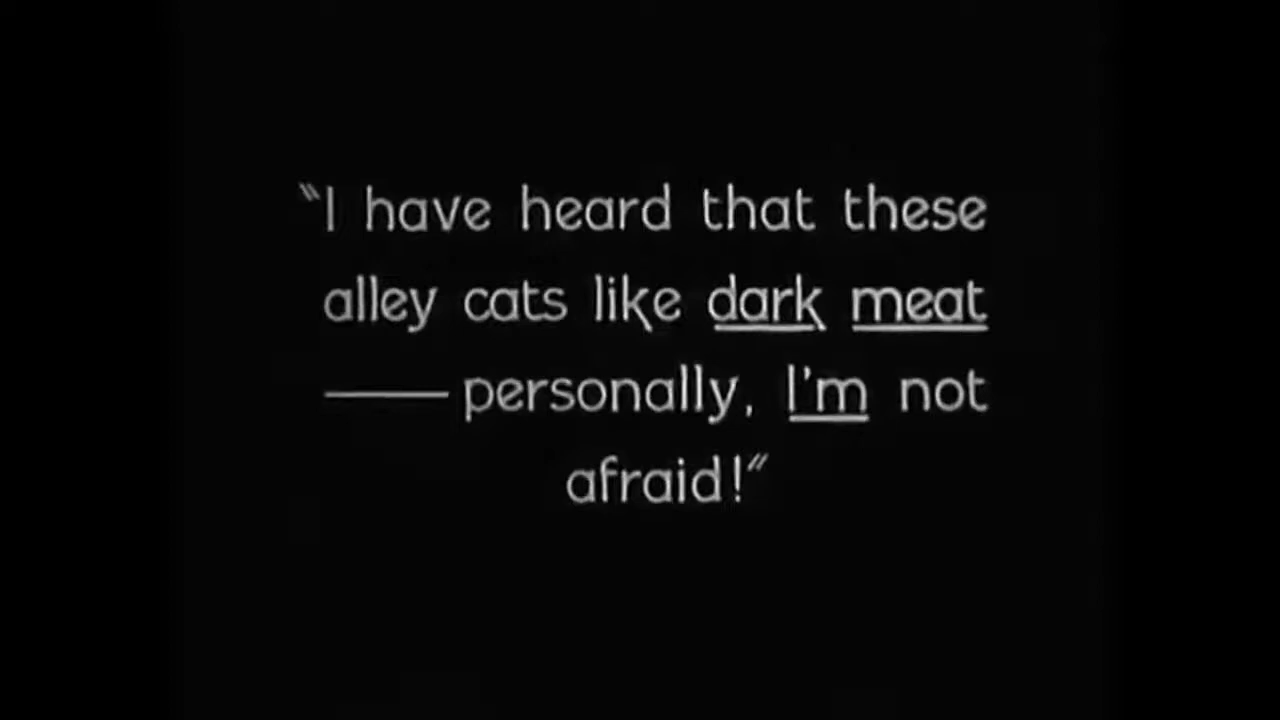 "I have heard that these
alley cats like dark meat
—personally, I'm not
afraid!"